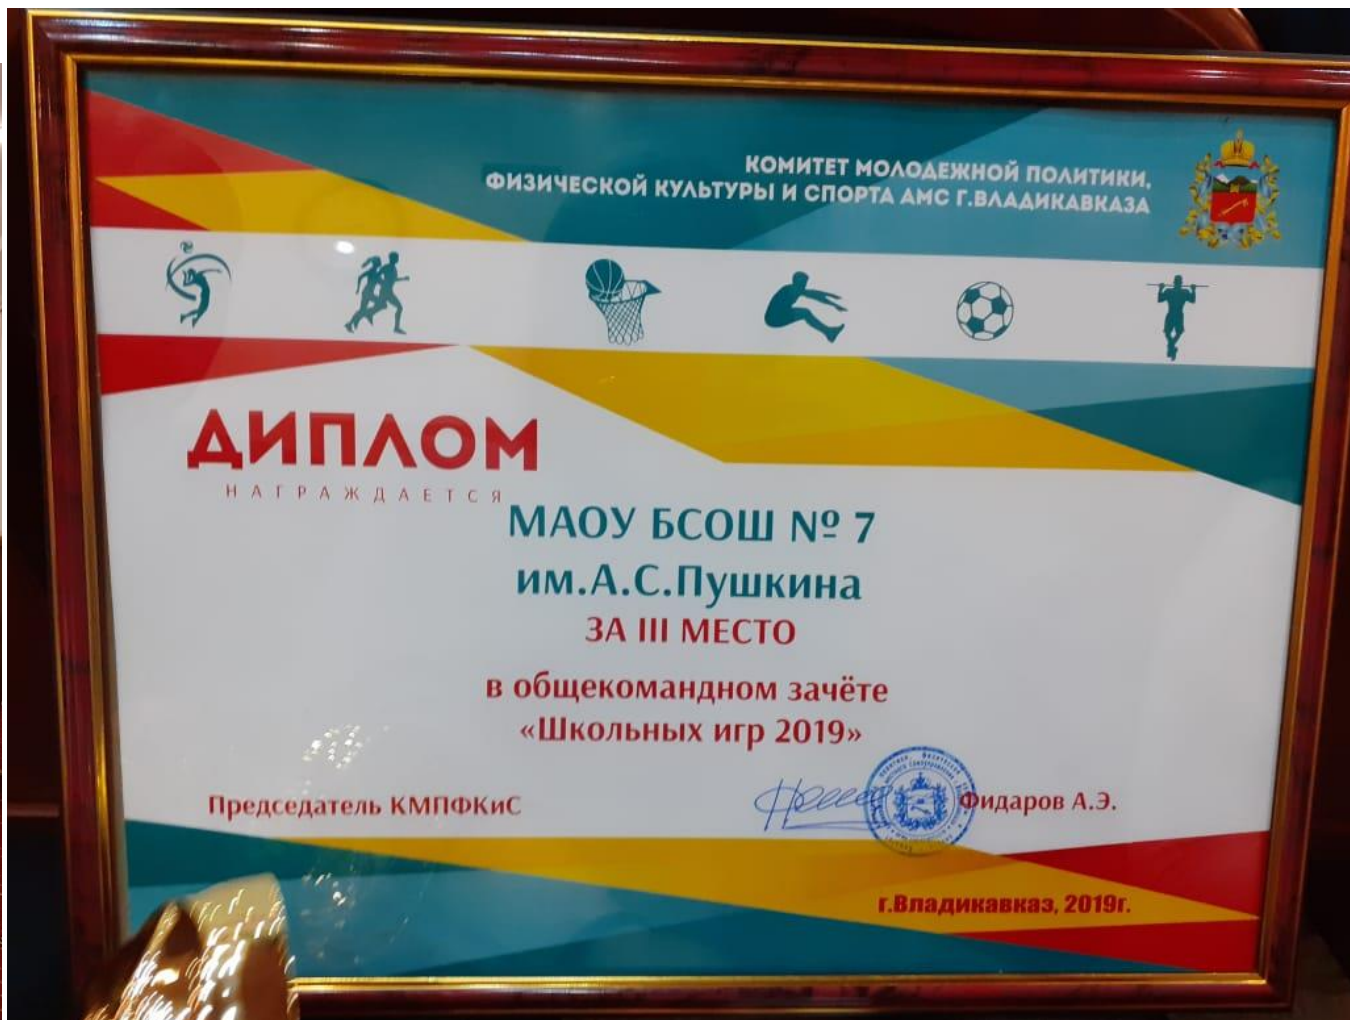 КОМИТЕТ МОЛОДЕЖНОЙ ПОЛИТИКИ,
ФИЗИЧЕСКОЙ КУЛЬТУРЫ И СПОРТА АМС Г.ВЛАДИКАВКАЗА
ДИПЛОМ
НАГРАЖДАЕТСЯ
МАОУ БСОШ № 7
им.А.С.Пушкина
ЗА III МЕСТО
в общекомандном зачёте
«Школьных игр 2019»
Председатель КМПФКиС
Фидаров А.Э.
г.Владикавказ, 2019г.